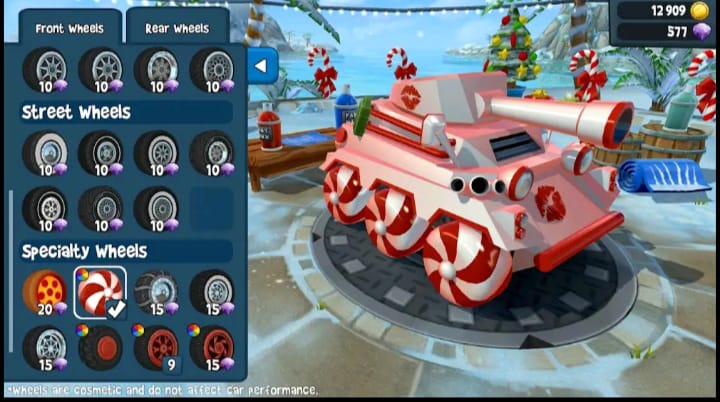 Front Wheels Rear Wheels
12 909
577
10 10 10 10
Street Wheels
10 10 10 10
10 10 10
Specialty Wheels
20 15 15
15 9 15
*Wheels are cosmetic and do not affect car performance.